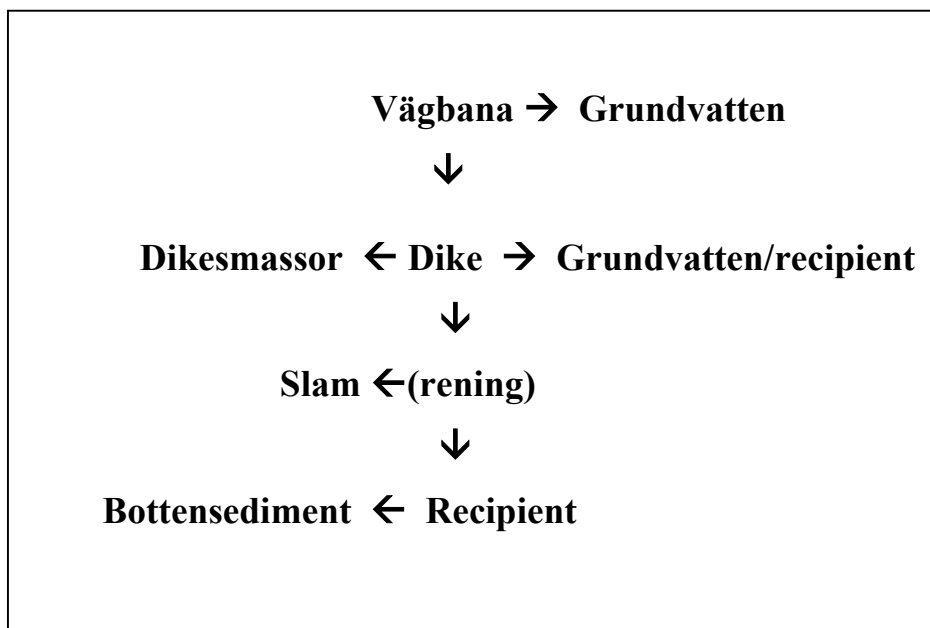 Vägbana → Grundvatten
↓
Dikesmassor ← Dike → Grundvatten/recipient
↓
Slam ←(rening)
↓
Bottensediment ← Recipient